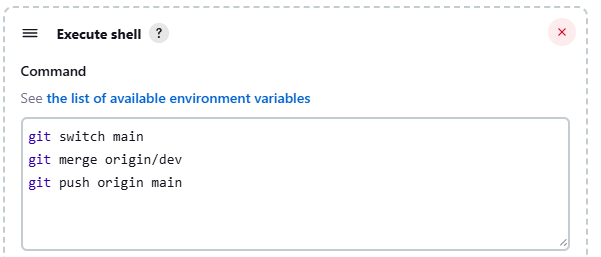 Execute shell ?
Command
See the list of available environment variables
git switch main
git merge origin/dev
git push origin main